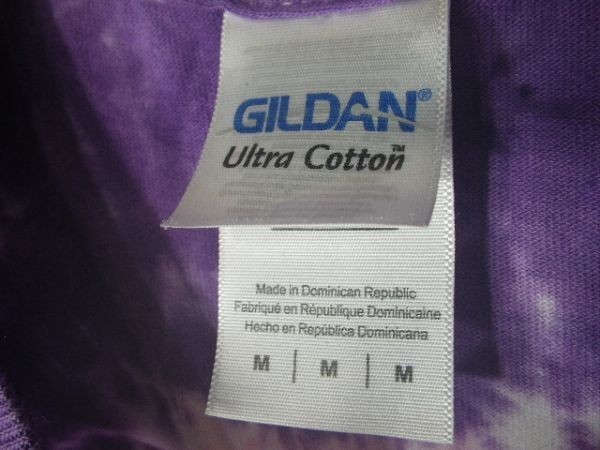 GILDAN®
Ultra Cotton™
Made in Dominican Republic
Fabriqué en République Dominicaine
Hecho en República Dominicana
M | M | M